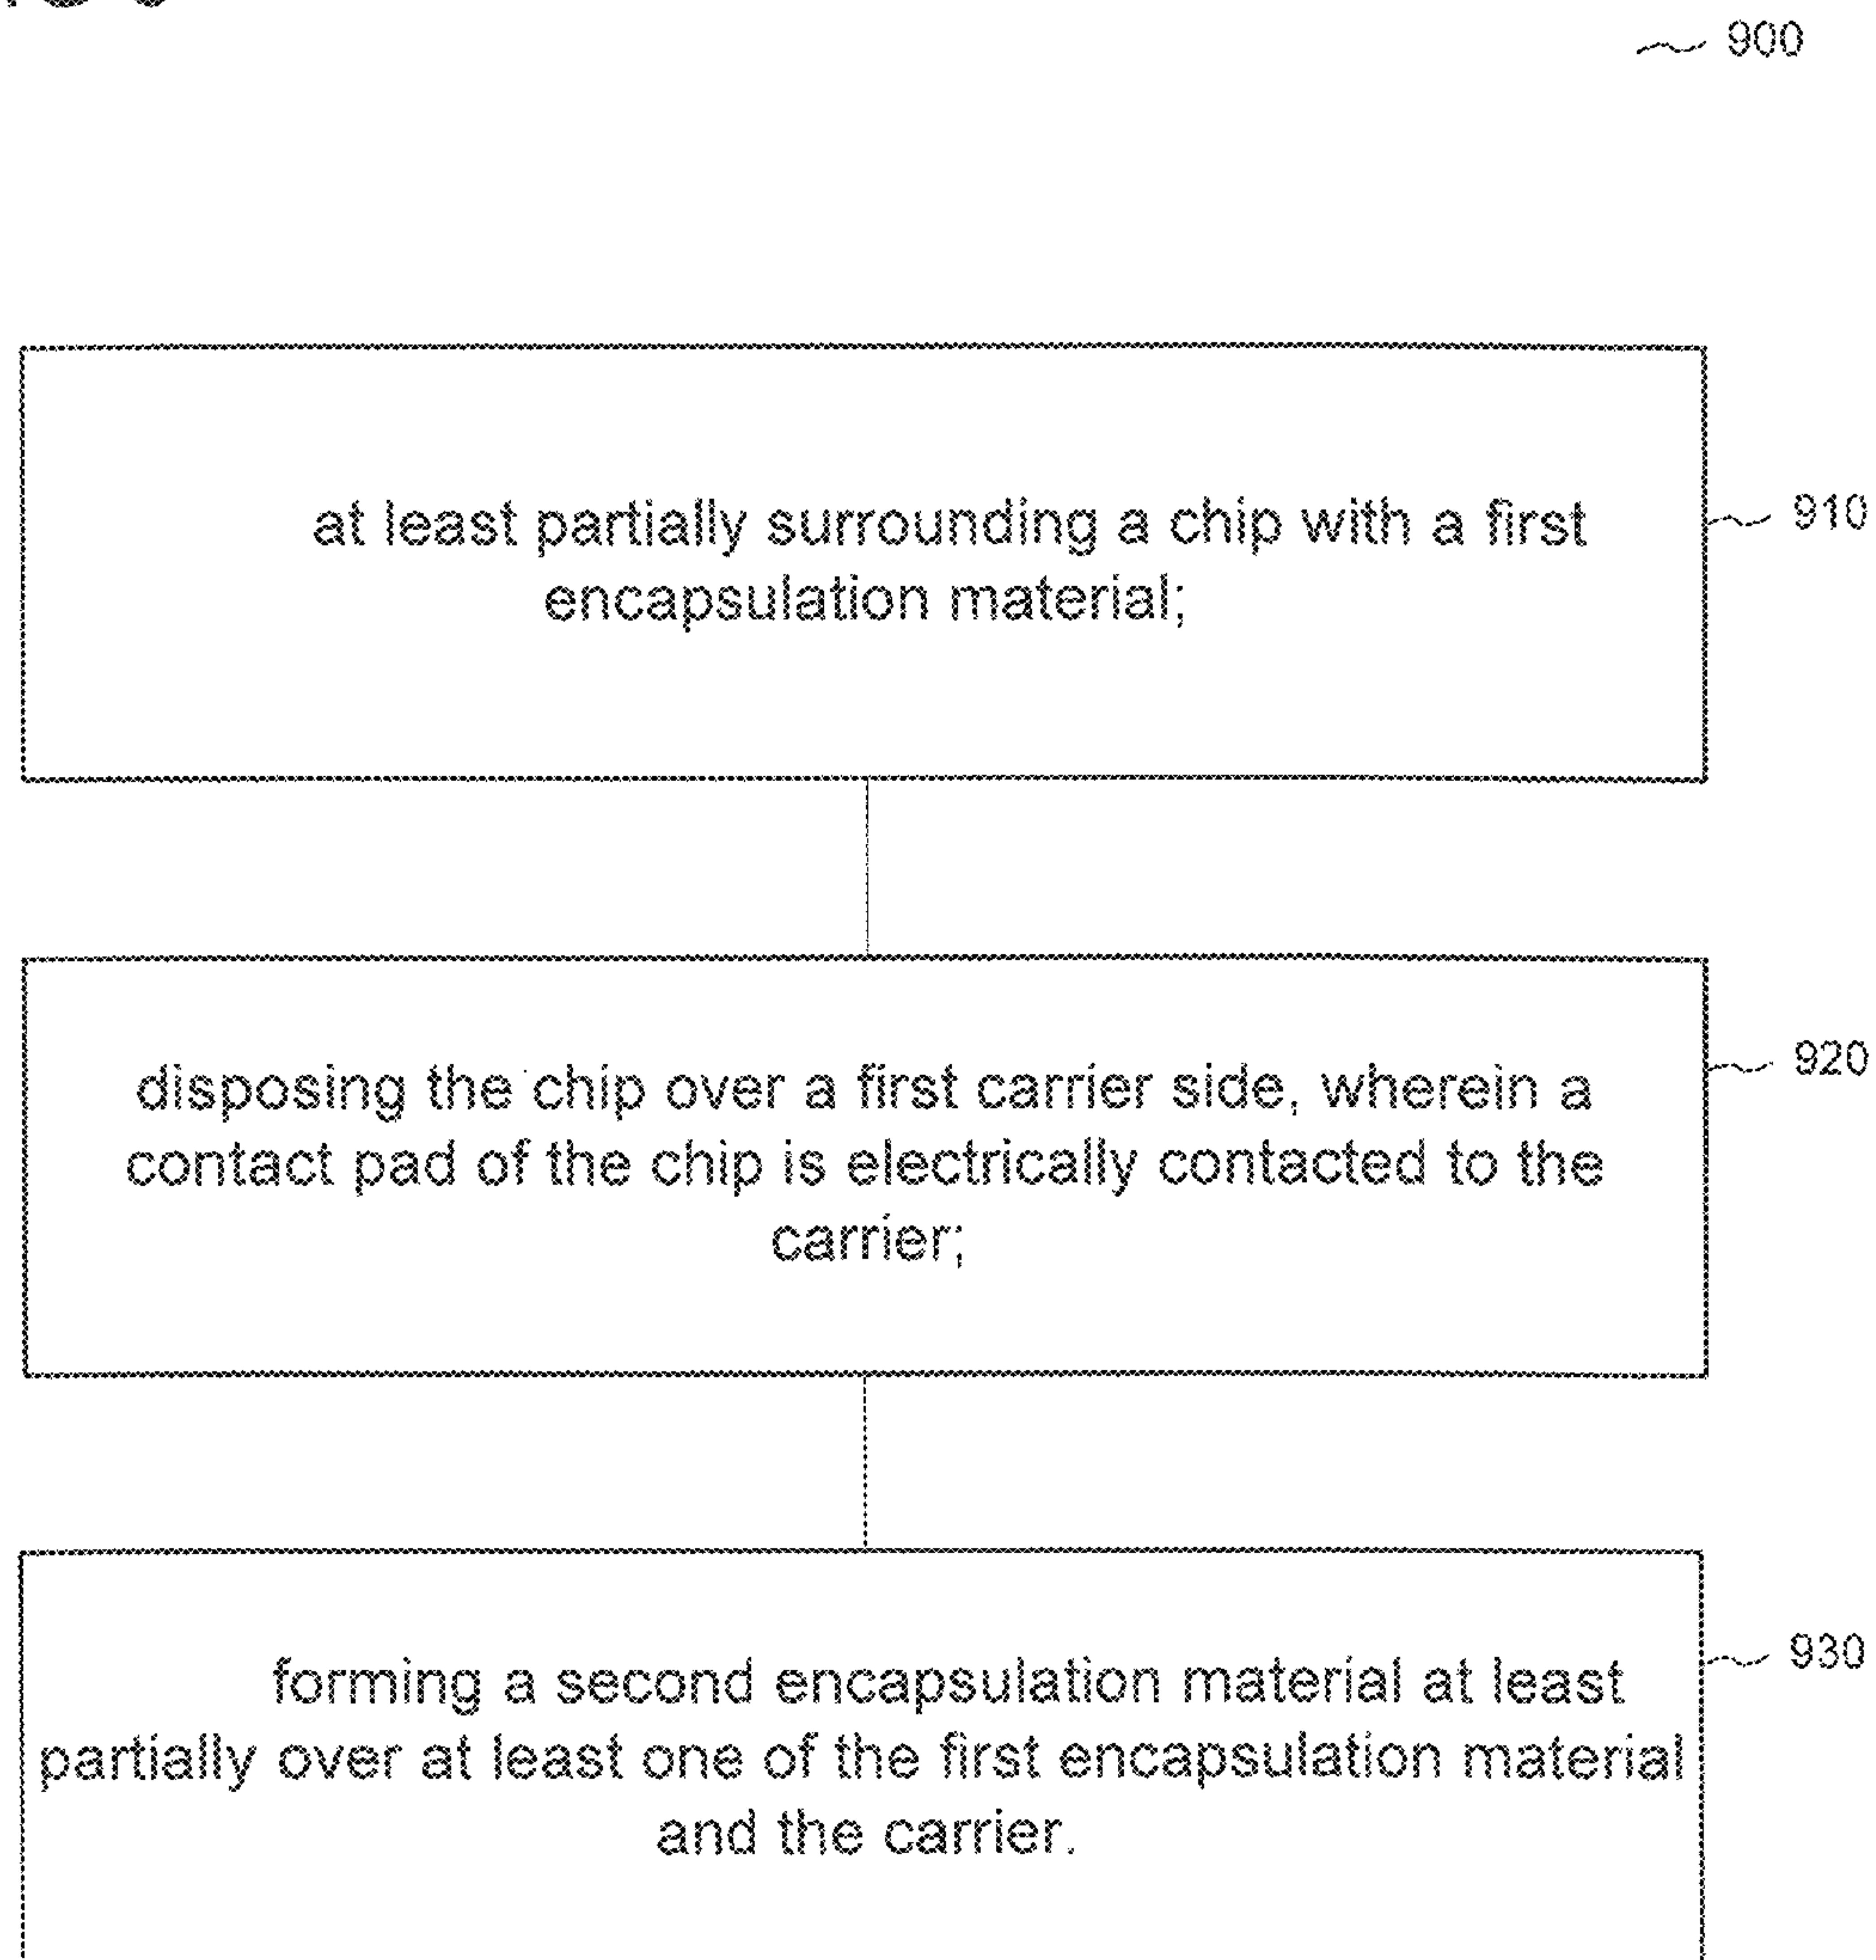 900
at least partially surrounding a chip with a first
encapsulation material;
910
disposing the chip over a first carrier side, wherein a
contact pad of the chip is electrically contacted to the
carrier;
920
forming a second encapsulation material at least
partially over at least one of the first encapsulation material
and the carrier.
930